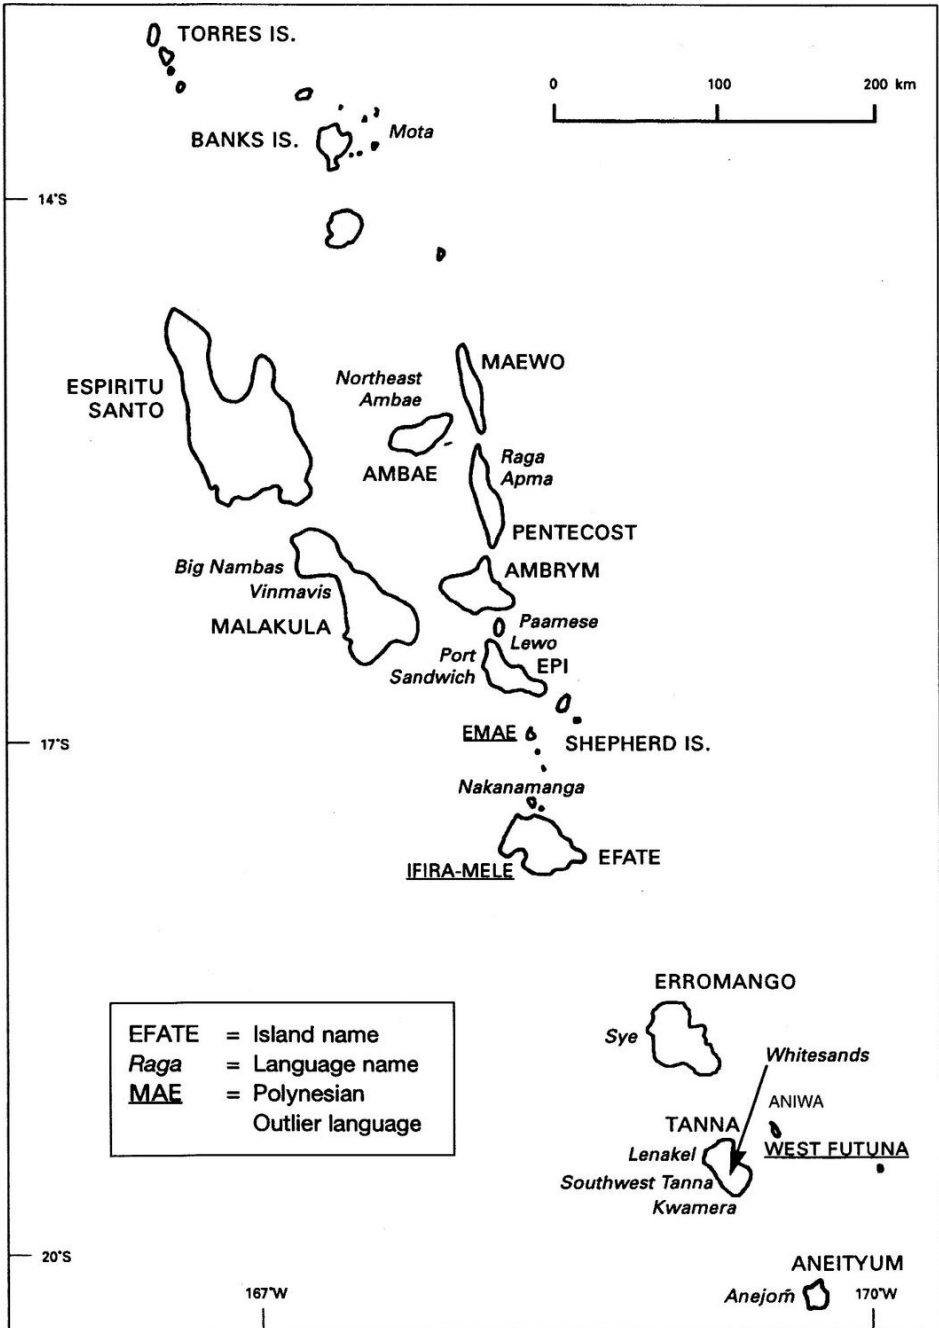 TORRES IS.
0 100 200 km
BANKS IS.
Mota
14°S
MAEWO
Northeast
Ambae
ESPIRITU
SANTO
AMBAE
Raga
Apma
PENTECOST
Big Nambas
Vinmavis
MALAKULA
AMBRYM
Paamese
Lewo
Port
Sandwich
EPI
EMAE
SHEPHERD IS.
17°S
Nakanamanga
EFATE
IFIRA-MELE
ERROMANGO
Sye
Whitesands
ANIWA
TANNA
WEST FUTUNA
Lenakel
Southwest Tanna
Kwamera
EFATE = Island name
Raga = Language name
MAE = Polynesian
Outlier language
20°S
ANEITYUM
Anejom̃
167°W
170°W